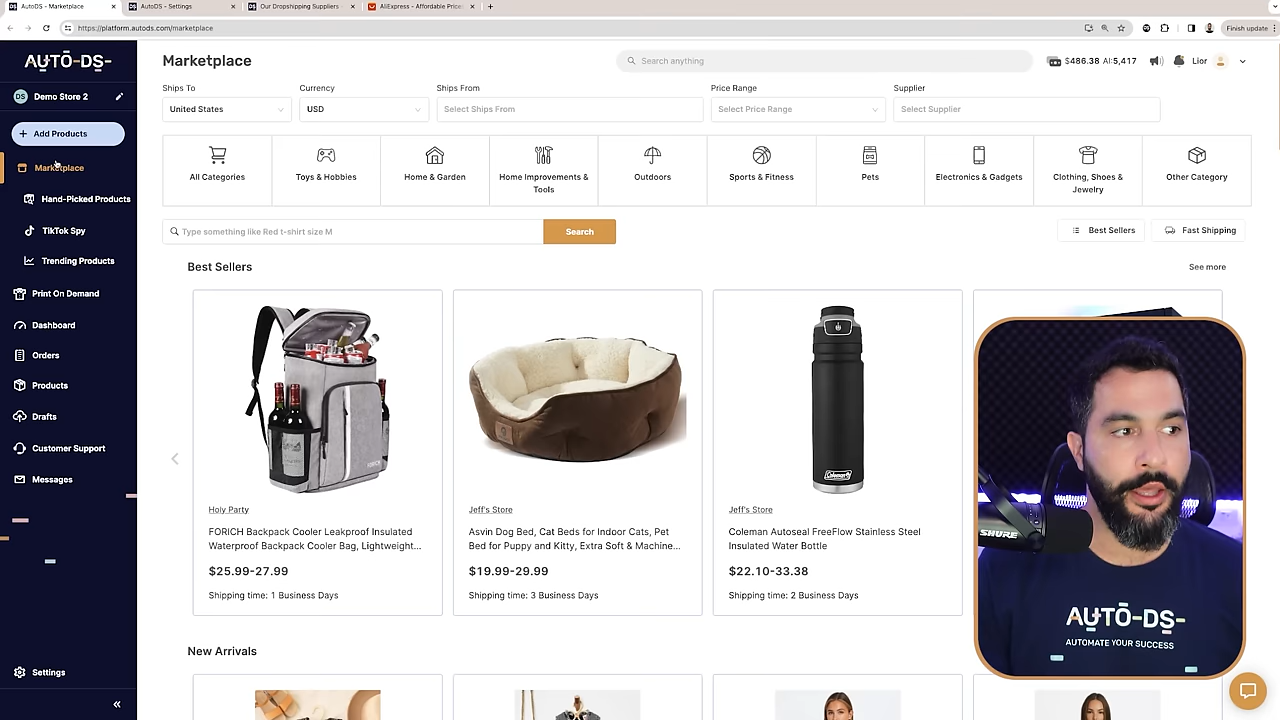 AutoDS - Marketplace
AutoDS - Settings
Our Dropshipping Suppliers
AliExpress - Affordable Price
https://platform.autods.com/marketplace
Finish update
AUTO-DS-
DS Demo Store 2
+ Add Products
Marketplace
Hand-Picked Products
TikTok Spy
Trending Products
Print On Demand
Dashboard
Orders
Products
Drafts
Customer Support
Messages
Settings
Marketplace
Search anything
$486.38 AI:5,417
Lior
Ships To
Currency
Ships From
Price Range
Supplier
United States
USD
Select Ships From
Select Price Range
Select Supplier
All Categories
Toys & Hobbies
Home & Garden
Home Improvements &
Tools
Outdoors
Sports & Fitness
Pets
Electronics & Gadgets
Clothing, Shoes &
Jewelry
Other Category
Type something like Red t-shirt size M
Search
Best Sellers
Fast Shipping
Best Sellers
See more
FORICH
Coleman
Holy Party
FORICH Backpack Cooler Leakproof Insulated
Waterproof Backpack Cooler Bag, Lightweight...
$25.99-27.99
Shipping time: 1 Business Days
Jeff's Store
Asvin Dog Bed, Cat Beds for Indoor Cats, Pet
Bed for Puppy and Kitty, Extra Soft & Machine...
$19.99-29.99
Shipping time: 3 Business Days
Jeff's Store
Coleman Autoseal FreeFlow Stainless Steel
Insulated Water Bottle
$22.10-33.38
Shipping time: 2 Business Days
New Arrivals
SHURE
AUTO-DS-
AUTOMATE YOUR SUCCESS